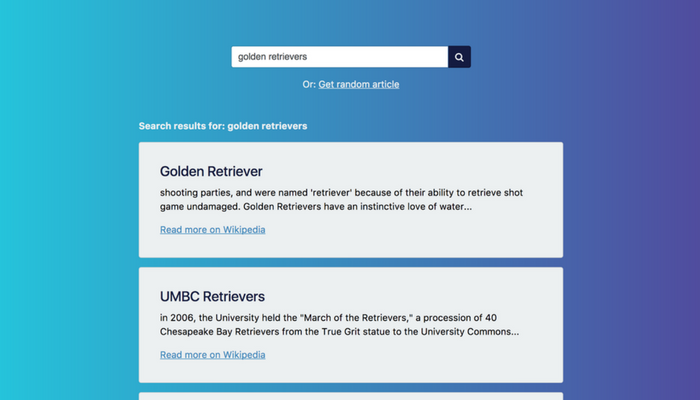 golden retrievers
Or: Get random article
Search results for: golden retrievers
Golden Retriever
shooting parties, and were named 'retriever' because of their ability to retrieve shot
game undamaged. Golden Retrievers have an instinctive love of water...
Read more on Wikipedia
UMBC Retrievers
in 2006, the University held the "March of the Retrievers," a procession of 40
Chesapeake Bay Retrievers from the True Grit statue to the University Commons...
Read more on Wikipedia